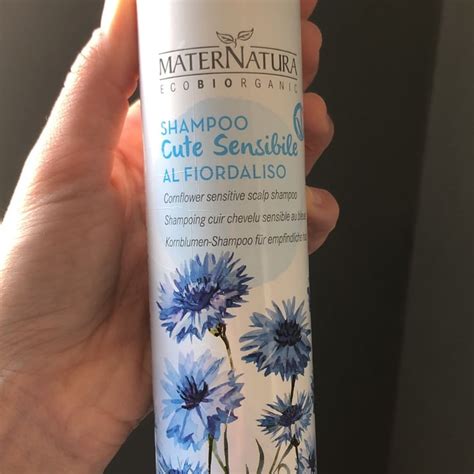 MATERNATURA
ECOBIORGANIC
SHAMPOO
Cute Sensibile
AL FIORDALISO
Cornflower sensitive scalp shampoo
Shampoing cuir chevelu sensible au
Kornblumen-Shampoo für empfindliche